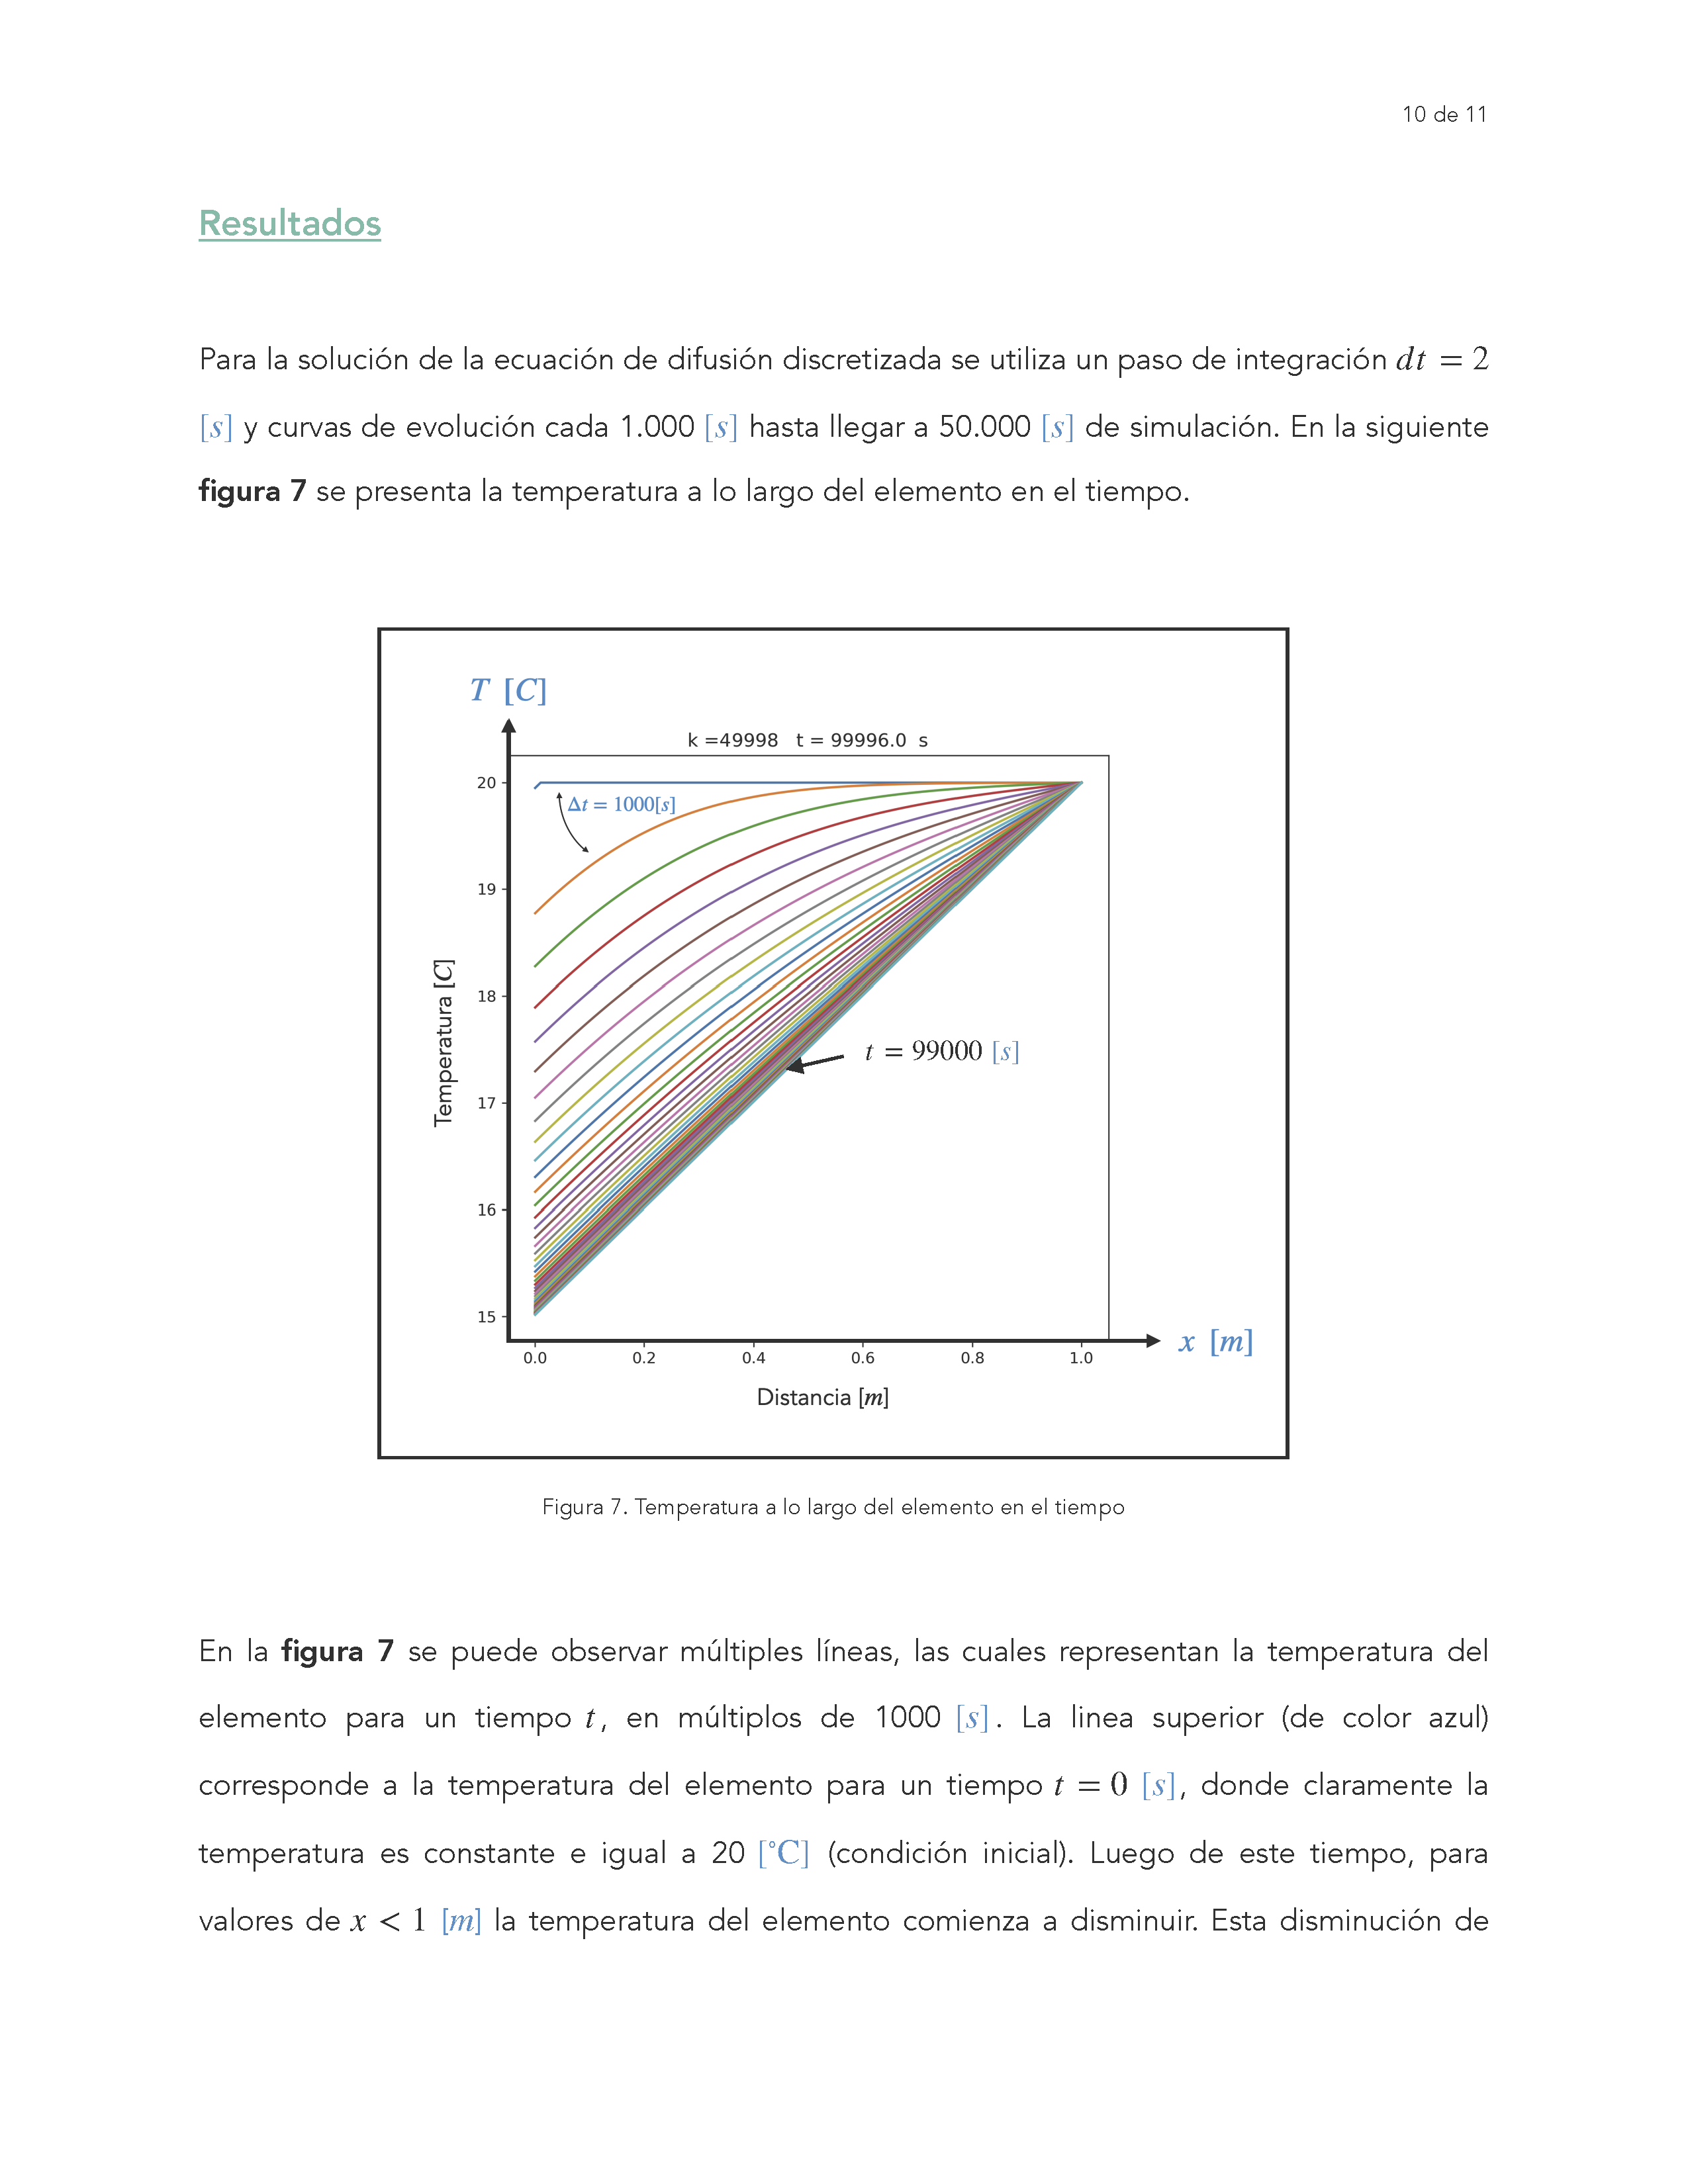 10 de 11
Resultados
Para la solución de la ecuación de difusión discretizada se utiliza un paso de integración dt = 2
[s] y curvas de evolución cada 1.000 [s] hasta llegar a 50.000 [s] de simulación. En la siguiente
figura 7 se presenta la temperatura a lo largo del elemento en el tiempo.
T [C]
k =49998 t = 99996.0 s
20
Δt = 1000[s]
19
18
t = 99000 [s]
Temperatura [C]
17
16
15
x [m]
0.0 0.2 0.4 0.6 0.8 1.0
Distancia [m]
Figura 7. Temperatura a lo largo del elemento en el tiempo
En la figura 7 se puede observar múltiples líneas, las cuales representan la temperatura del
elemento para un tiempo t, en múltiplos de 1000 [s]. La linea superior (de color azul)
corresponde a la temperatura del elemento para un tiempo t = 0 [s], donde claramente la
temperatura es constante e igual a 20 [°C] (condición inicial). Luego de este tiempo, para
valores de x < 1 [m] la temperatura del elemento comienza a disminuir. Esta disminución de